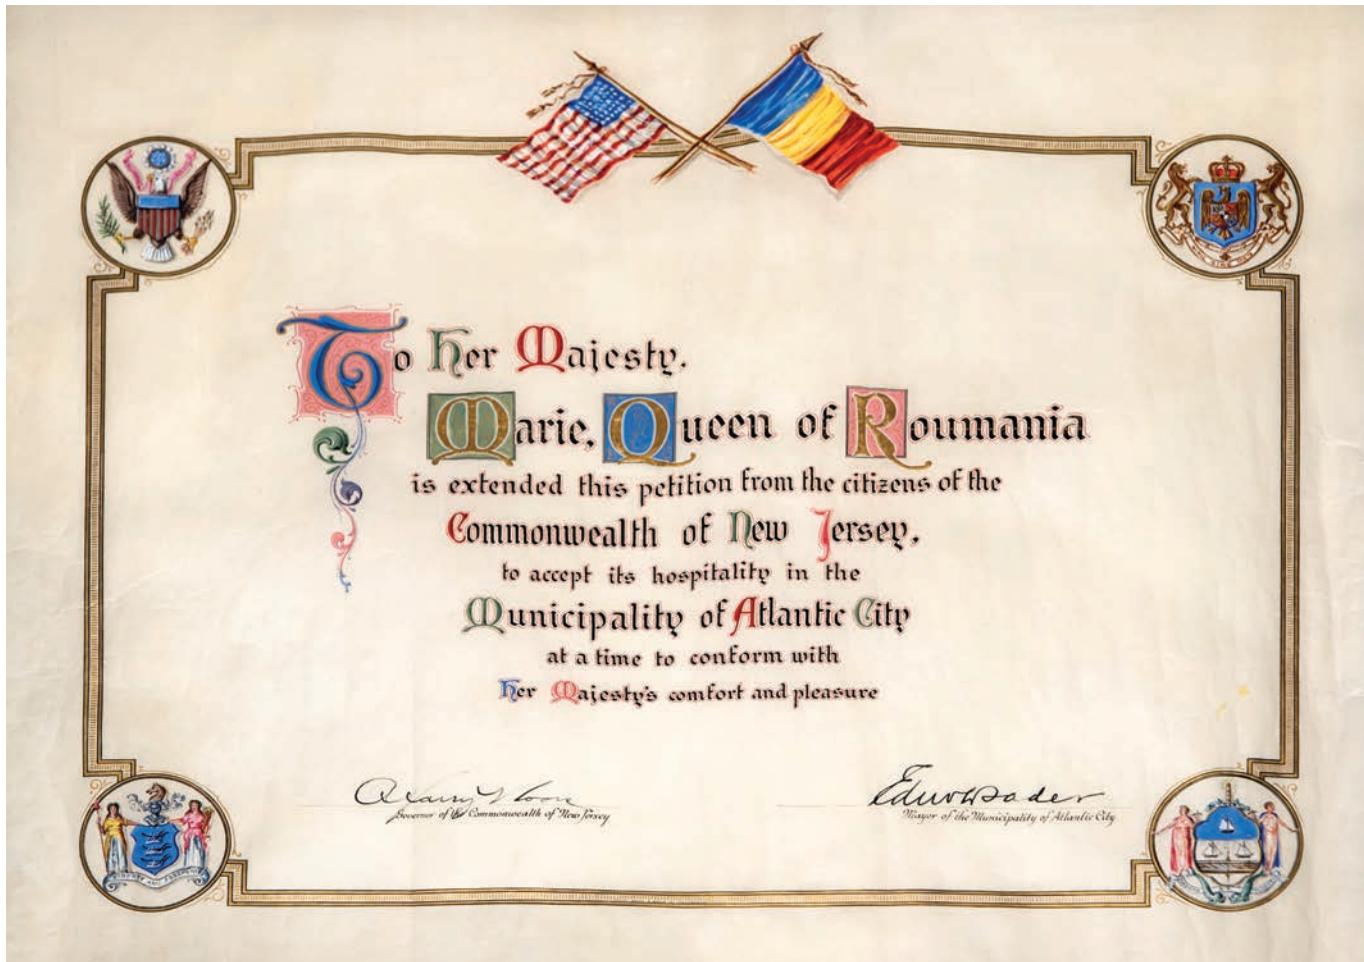 To Her Majesty.
Marie, Queen of Roumania
is extended this petition from the citizens of the
Commonwealth of New Jersey,
to accept its hospitality in the
Municipality of Atlantic City
at a time to conform with
Her Majesty's comfort and pleasure
Governor of the Commonwealth of New Jersey
Mayor of the Municipality of Atlantic City